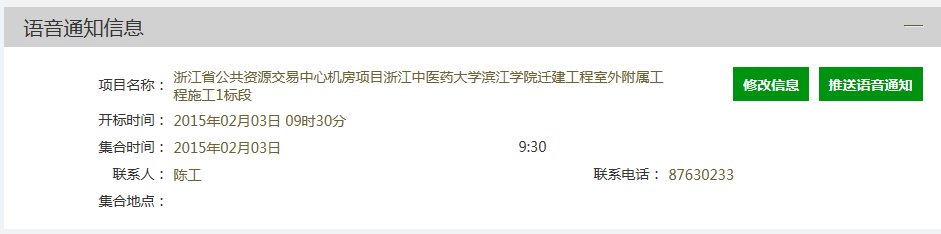 语音通知信息
项目名称： 浙江省公共资源交易中心机房项目浙江中医药大学滨江学院迁建工程室外附属工
程施工1标段
修改信息 推送语音通知
开标时间： 2015年02月03日 09时30分
集合时间： 2015年02月03日 9:30
联系人： 陈工 联系电话： 87630233
集合地点：